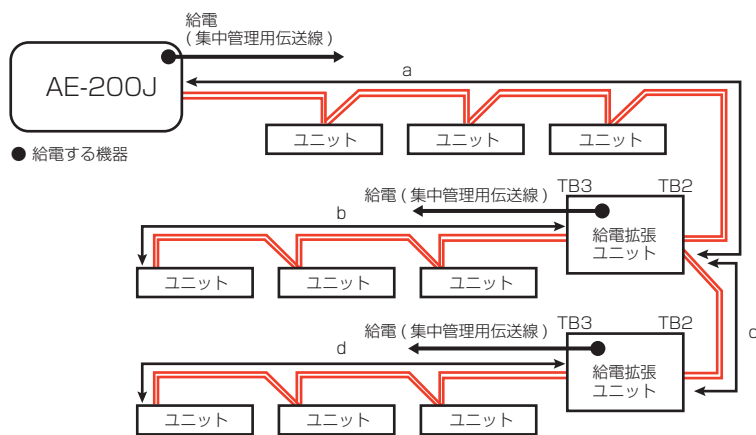 給電
(集中管理用伝送線)
AE-200J
a
ユニット ユニット ユニット
● 給電する機器
給電(集中管理用伝送線) TB3 TB2
b
給電拡張
ユニット
ユニット ユニット ユニット
c
給電(集中管理用伝送線) TB3 TB2
d
給電拡張
ユニット
ユニット ユニット ユニット